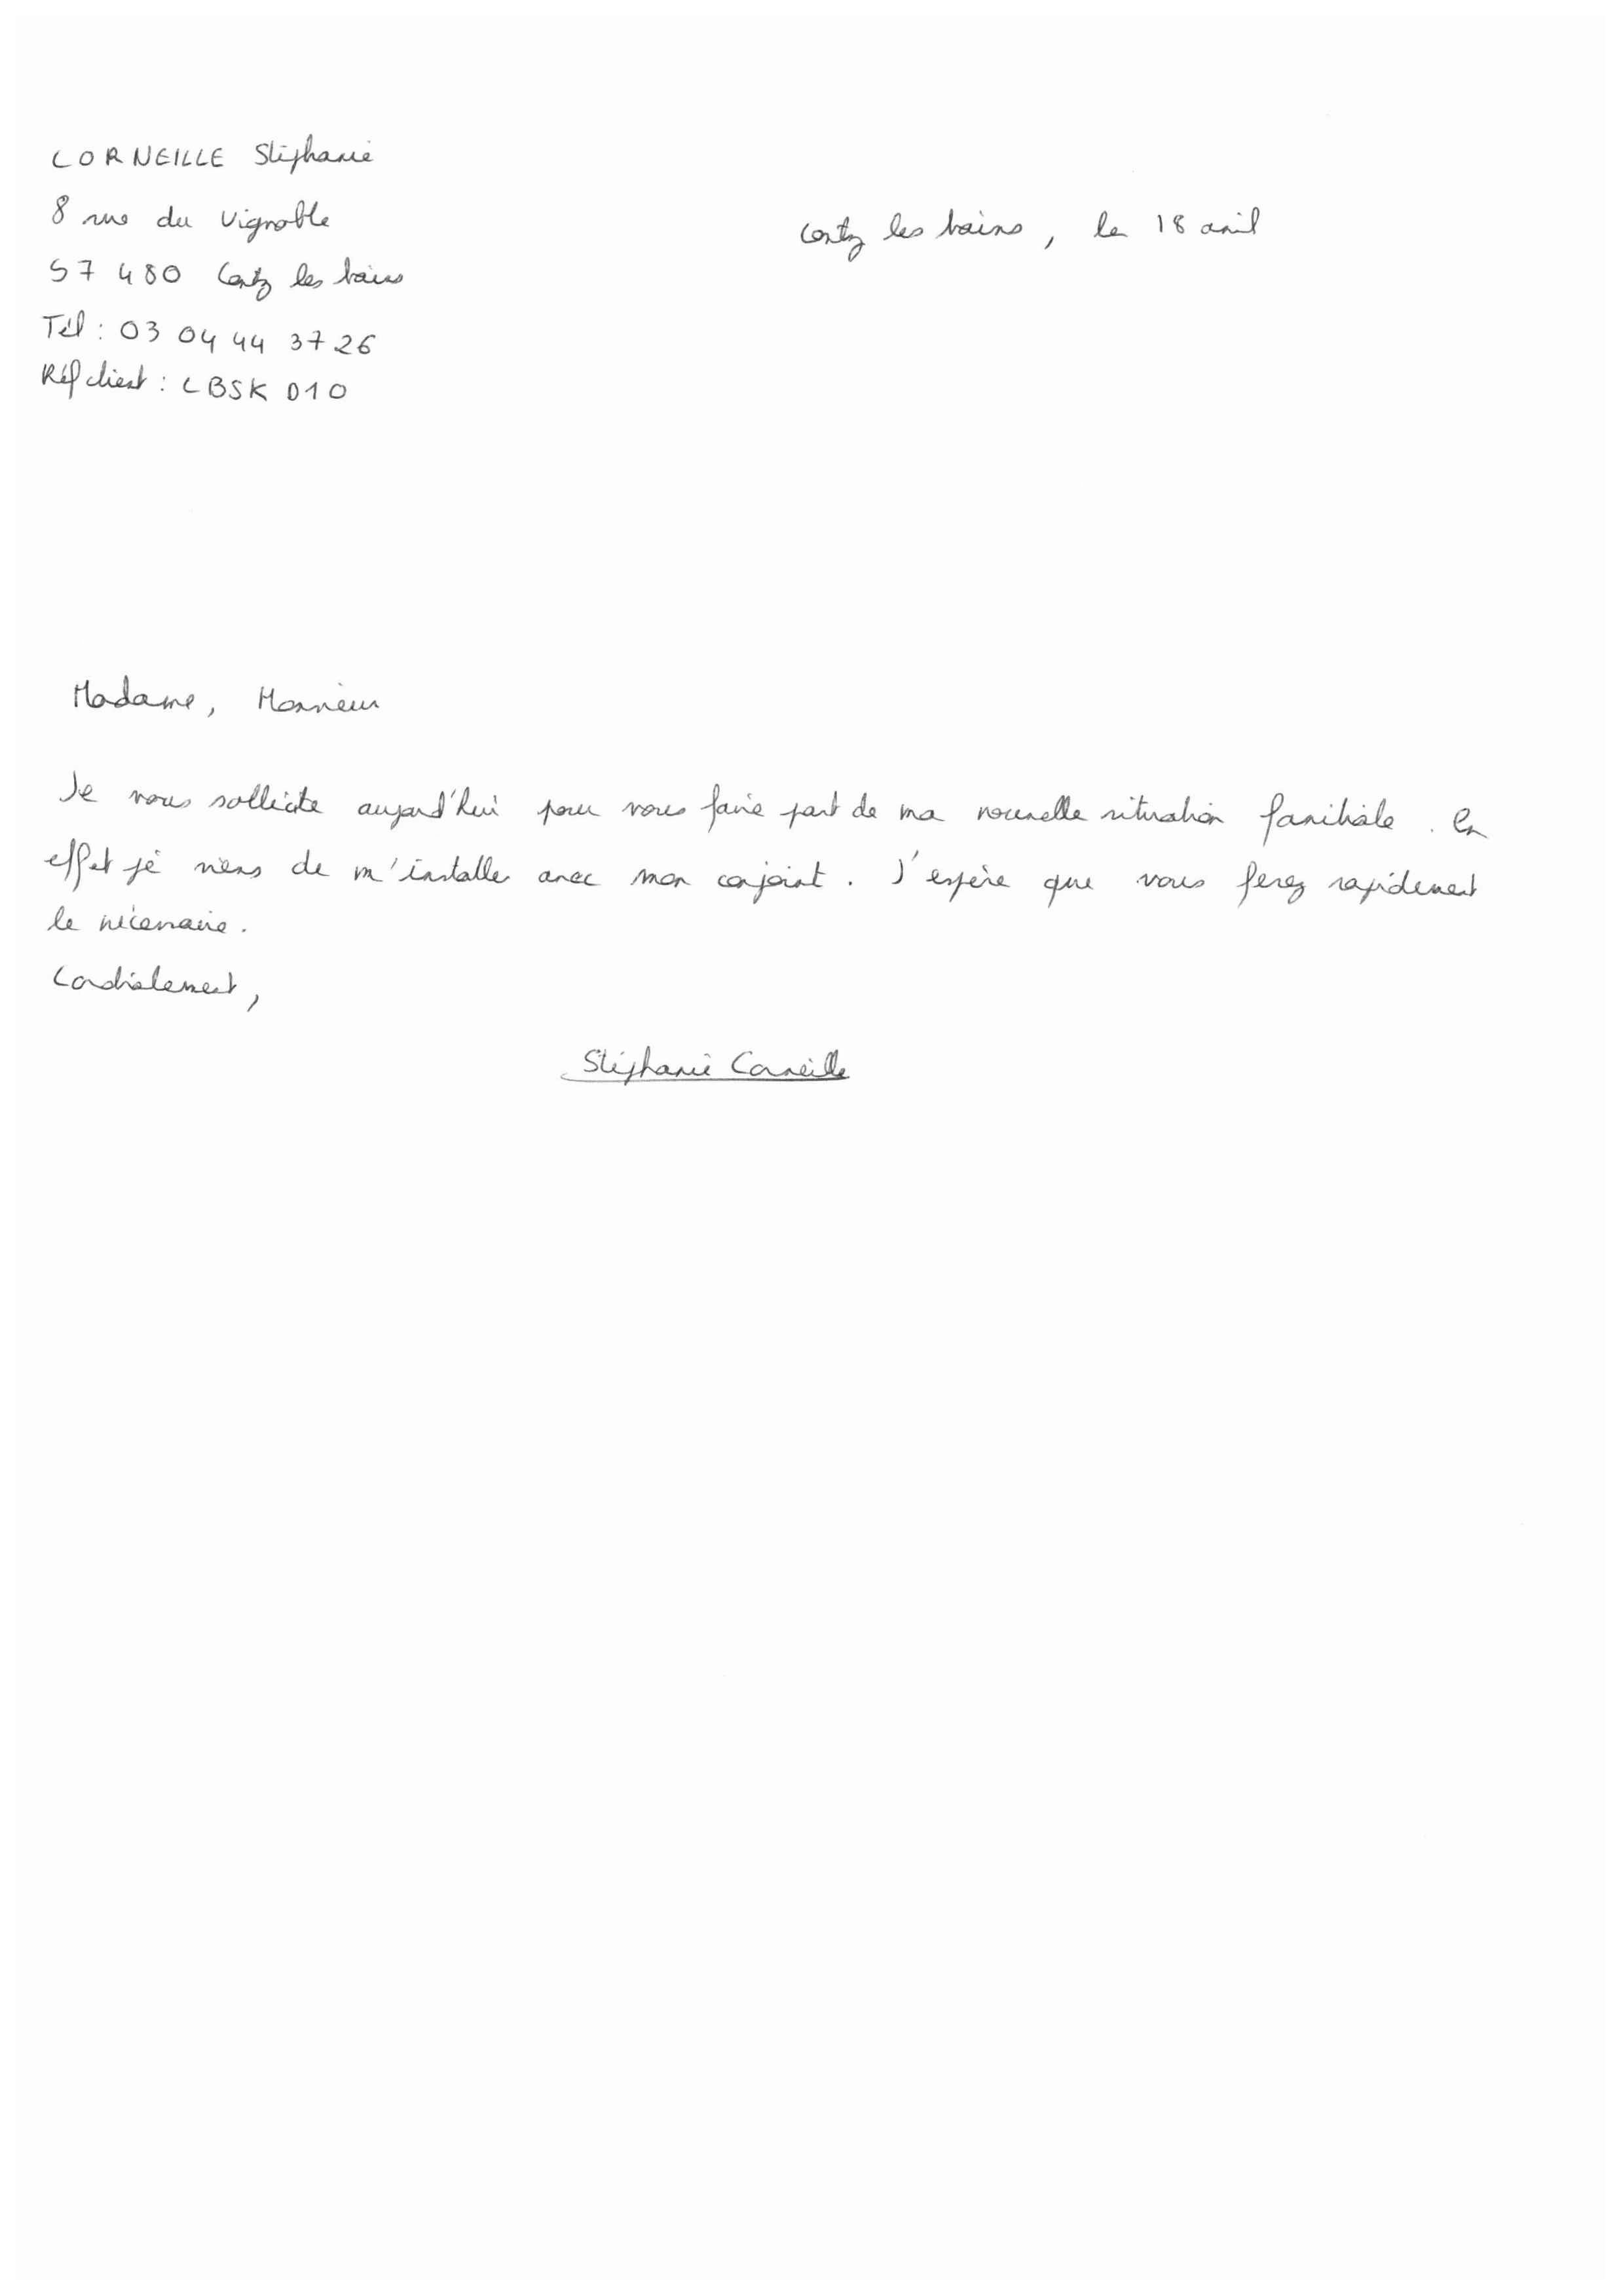 CORNEILLE Stéphanie
8 rue du Vignoble
57 480 Contz les bains
Contz les bains, le 18 avril
Tél : 03 04 44 37 26
Réf client : CBSK D10
Madame, Monsieur
Je vous sollicite aujourd'hui pour vous faire part de ma nouvelle situation familiale. En
effet je viens de m'installer avec mon conjoint. J'espère que vous ferez rapidement
le nécessaire.
Cordialement,
Stéphanie Corneille